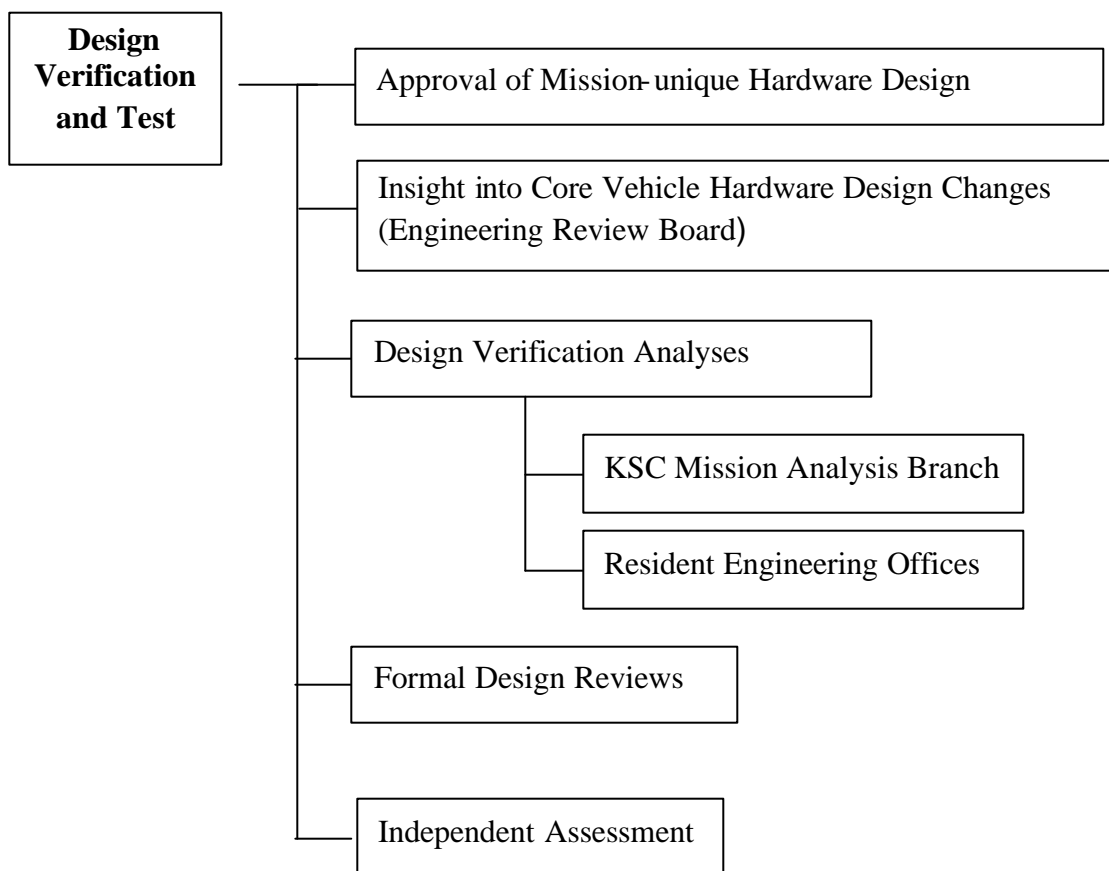 Design
Verification
and Test
Approval of Mission-unique Hardware Design
Insight into Core Vehicle Hardware Design Changes
(Engineering Review Board)
Design Verification Analyses
KSC Mission Analysis Branch
Resident Engineering Offices
Formal Design Reviews
Independent Assessment